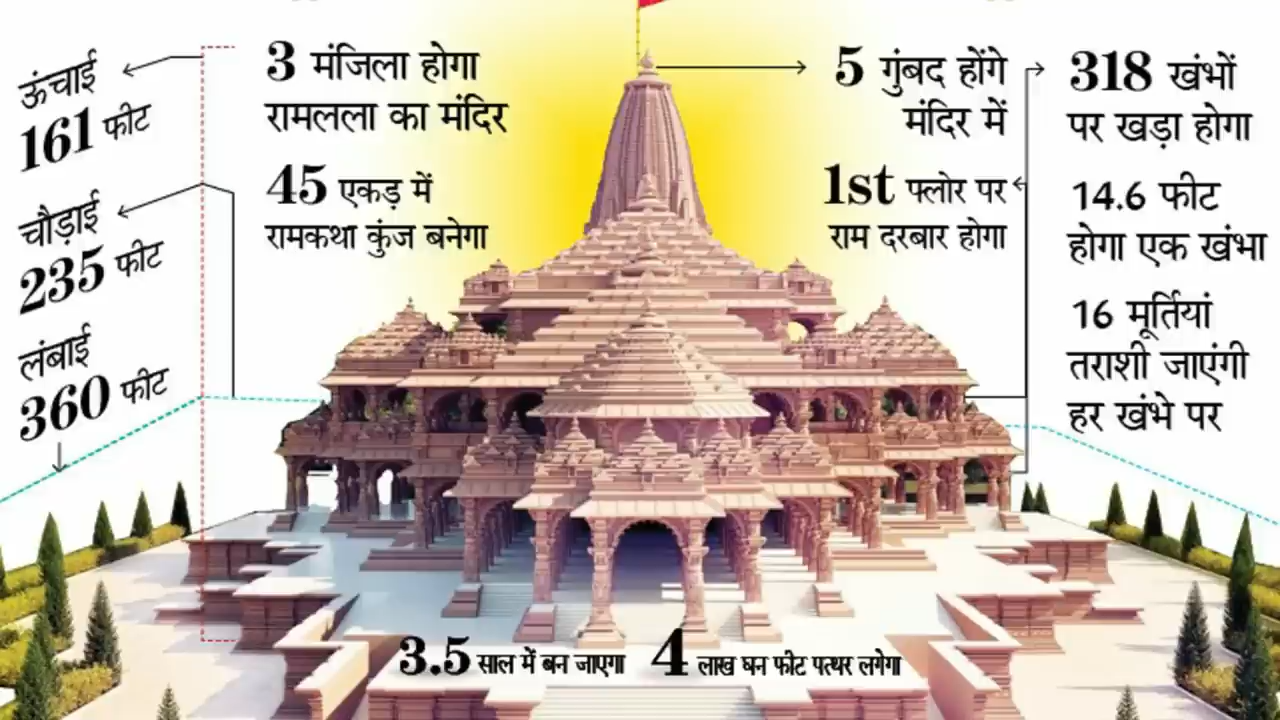 ऊंचाई
161 फीट
चौड़ाई
235 फीट
लंबाई
360 फीट
3 मंजिला होगा
रामलला का मंदिर
45 एकड़ में
रामकथा कुंज बनेगा
5 गुंबद होंगे
मंदिर में
1st फ्लोर पर
राम दरबार होगा
318 खंभों
पर खड़ा होगा
14.6 फीट
होगा एक खंभा
16 मूर्तियां
तराशी जाएंगी
हर खंभे पर
3.5 साल में बन जाएगा
4 लाख घन फीट पत्थर लगेगा